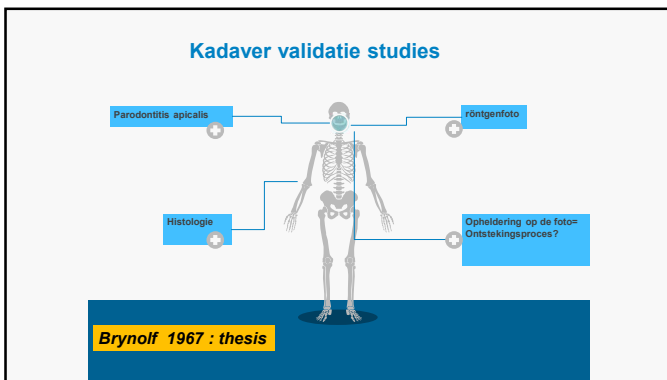 Kadaver validatie studies
Parodontitis apicalis
röntgenfoto
Histologie
Opheldering op de foto=
Ontstekingsproces?
Brynolf 1967 : thesis